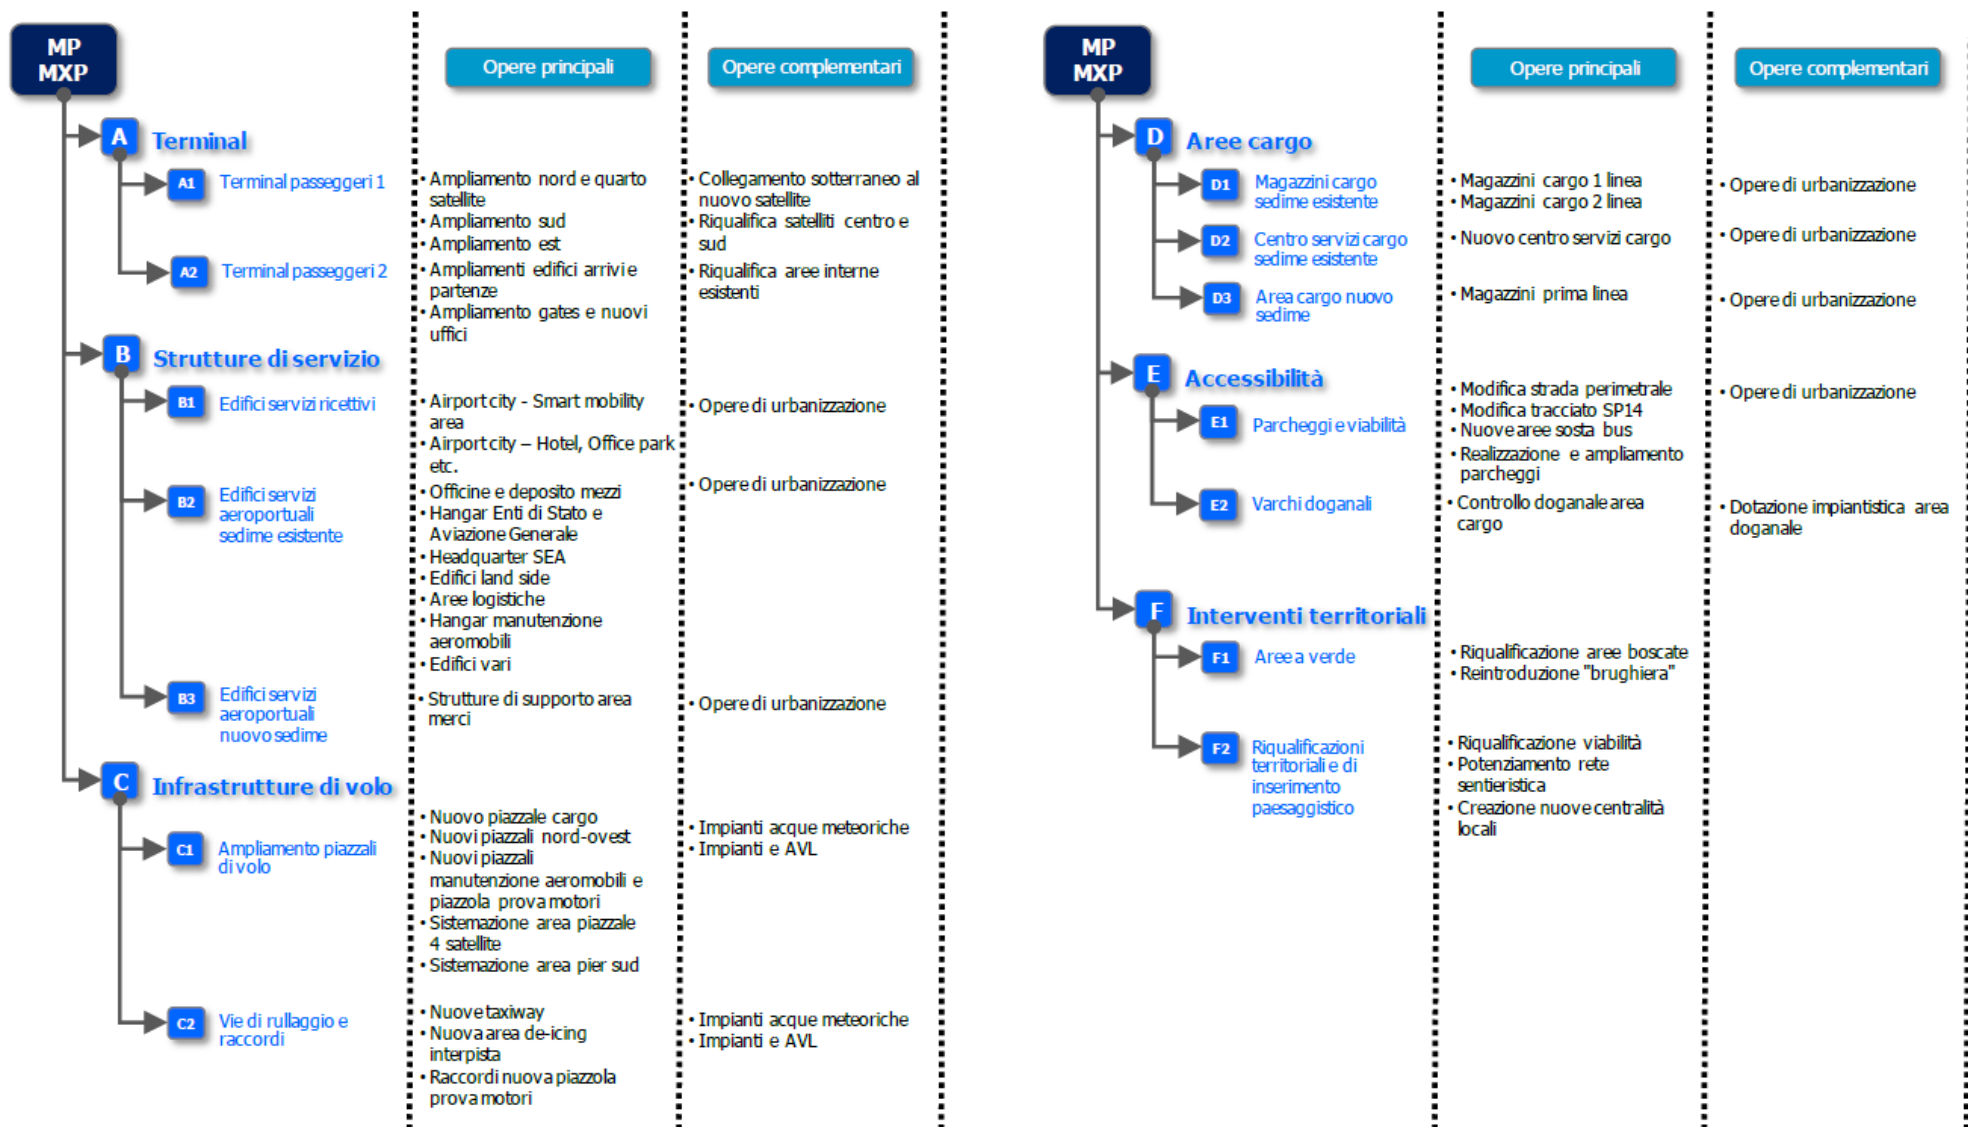 MP
MXP
Opere principali
Opere complementari
A
Terminal
A1
Terminal passeggeri 1
• Ampliamento nord e quarto
satellite
• Ampliamento sud
• Ampliamento est
• Collegamento sotterraneo al
nuovo satellite
• Riqualifica satelliti centro e
sud
A2
Terminal passeggeri 2
• Ampliamenti edifici arrivi e
partenze
• Ampliamento gates e nuovi
uffici
• Riqualifica aree interne
esistenti
B
Strutture di servizio
B1
Edifici servizi ricettivi
• Airport city - Smart mobility
area
• Airport city – Hotel, Office park
etc.
• Opere di urbanizzazione
B2
Edifici servizi
aeroportuali
sedime esistente
• Officine e deposito mezzi
• Hangar Enti di Stato e
Aviazione Generale
• Headquarter SEA
• Edifici land side
• Aree logistiche
• Hangar manutenzione
aeromobili
• Edifici vari
• Opere di urbanizzazione
B3
Edifici servizi
aeroportuali
nuovo sedime
• Strutture di supporto area
merci
• Opere di urbanizzazione
C
Infrastrutture di volo
C1
Ampliamento piazzali
di volo
• Nuovo piazzale cargo
• Nuovi piazzali nord-ovest
• Nuovi piazzali
manutenzione aeromobili e
piazzola prova motori
• Sistemazione area piazzale
4 satellite
• Sistemazione area pier sud
• Impianti acque meteoriche
• Impianti e AVL
C2
Vie di rullaggio e
raccordi
• Nuove taxiway
• Nuova area de-icing
interpista
• Raccordi nuova piazzola
prova motori
• Impianti acque meteoriche
• Impianti e AVL
MP
MXP
Opere principali
Opere complementari
D
Aree cargo
D1
Magazzini cargo
sedime esistente
• Magazzini cargo 1 linea
• Magazzini cargo 2 linea
• Opere di urbanizzazione
D2
Centro servizi cargo
sedime esistente
• Nuovo centro servizi cargo
• Opere di urbanizzazione
D3
Area cargo nuovo
sedime
• Magazzini prima linea
• Opere di urbanizzazione
E
Accessibilità
E1
Parcheggi e viabilità
• Modifica strada perimetrale
• Modifica tracciato SP14
• Nuove aree sosta bus
• Realizzazione e ampliamento
parcheggi
• Opere di urbanizzazione
E2
Varchi doganali
• Controllo doganale area
cargo
• Dotazione impiantistica area
doganale
F
Interventi territoriali
F1
Aree a verde
• Riqualificazione aree boscate
• Reintroduzione "brughiera"
F2
Riqualificazioni
territoriali e di
inserimento
paesaggistico
• Riqualificazione viabilità
• Potenziamento rete
sentieristica
• Creazione nuove centralità
locali